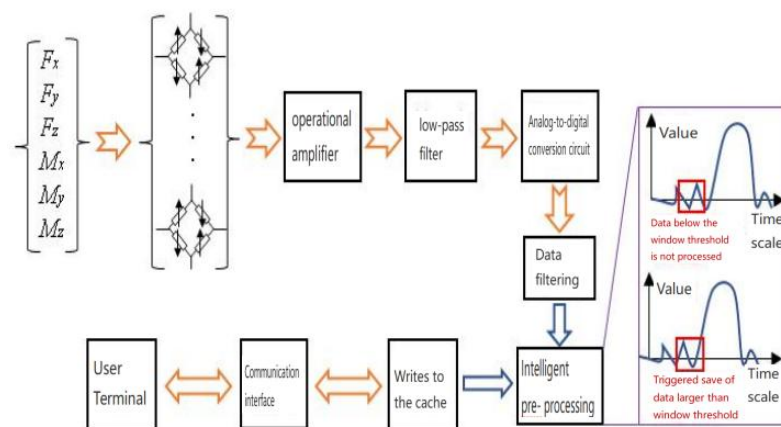 Fx
Fy
Fz
Mx
My
Mz
operational
amplifier
low-pass
filter
Analog-to-digital
conversion circuit
Data
filtering
Intelligent
pre- processing
Writes to
the cache
Communication
interface
User
Terminal
Value
Time
scale
Data below the
window threshold
is not processed
Value
Time
scale
Triggered save of
data larger than
window threshold